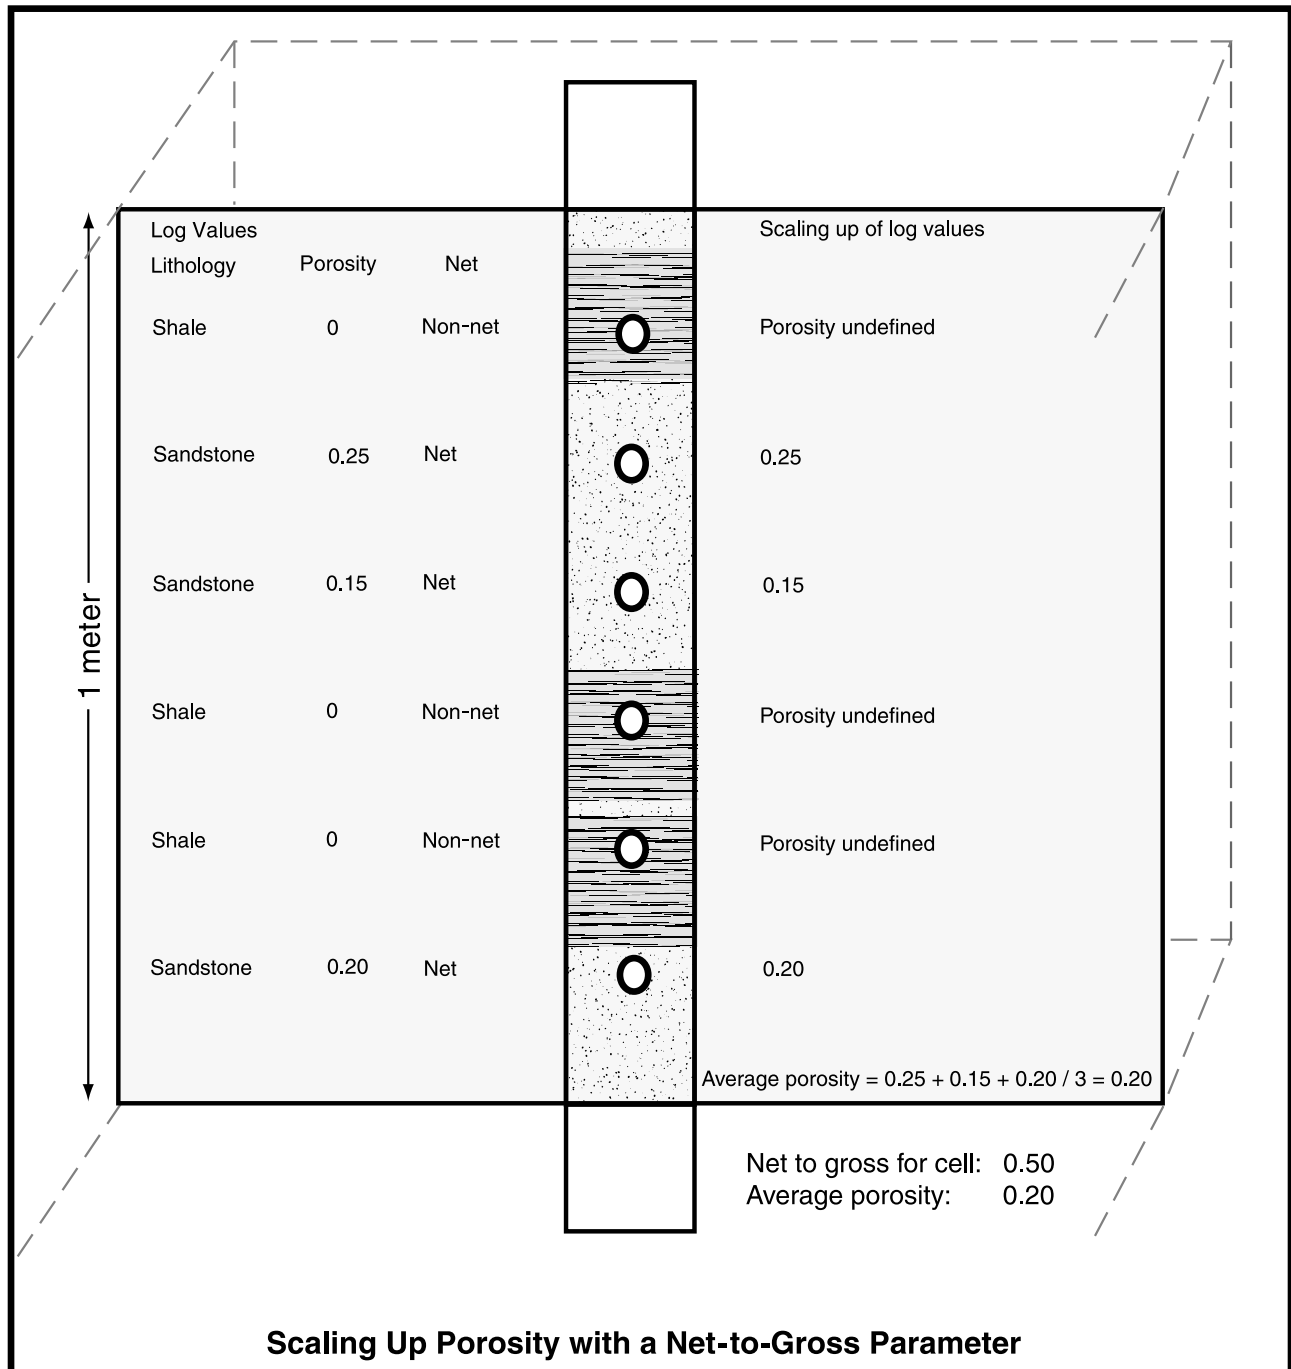 Log Values
Scaling up of log values
Lithology Porosity Net
Shale 0 Non-net Porosity undefined
Sandstone 0.25 Net 0.25
Sandstone 0.15 Net 0.15
1 meter
Shale 0 Non-net Porosity undefined
Shale 0 Non-net Porosity undefined
Sandstone 0.20 Net 0.20
Average porosity = 0.25 + 0.15 + 0.20 / 3 = 0.20
Net to gross for cell: 0.50
Average porosity: 0.20
Scaling Up Porosity with a Net-to-Gross Parameter